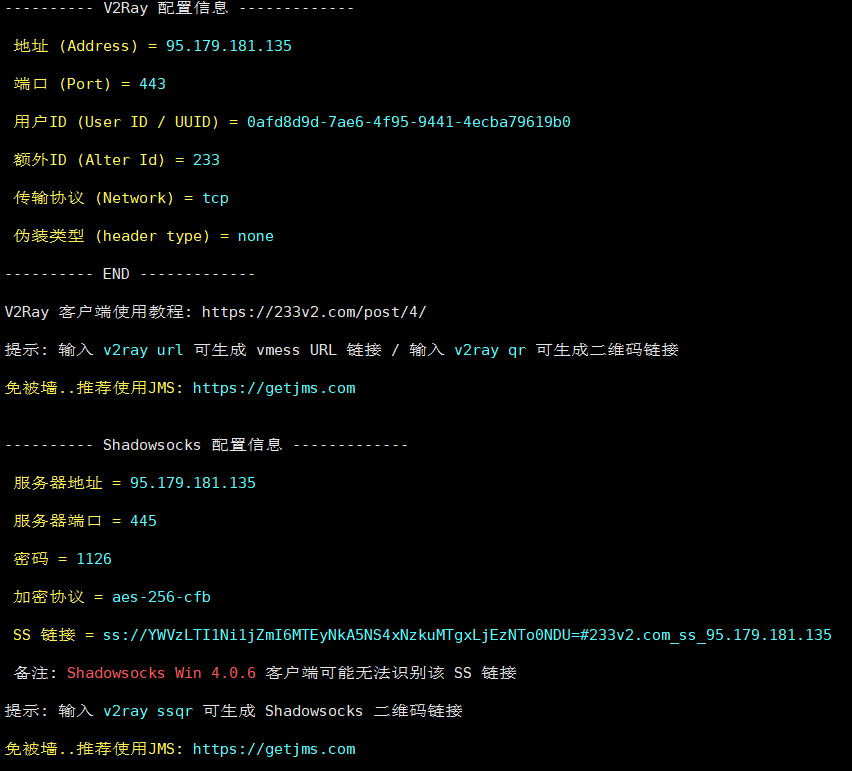 ---------- V2Ray 配置信息 -------------
地址 (Address) = 95.179.181.135
端口 (Port) = 443
用户ID (User ID / UUID) = 0afd8d9d-7ae6-4f95-9441-4ecba79619b0
额外ID (Alter Id) = 233
传输协议 (Network) = tcp
伪装类型 (header type) = none
---------- END -------------
V2Ray 客户端使用教程: https://233v2.com/post/4/
提示: 输入 v2ray url 可生成 vmess URL 链接 / 输入 v2ray qr 可生成二维码链接
免被墙..推荐使用JMS: https://getjms.com
---------- Shadowsocks 配置信息 -------------
服务器地址 = 95.179.181.135
服务器端口 = 445
密码 = 1126
加密协议 = aes-256-cfb
SS 链接 = ss://YWVzLTI1Ni1jZmI6MTEyNkA5NS4xNzkuMTgxLjEzNTo0NDU=#233v2.com_ss_95.179.181.135
备注: Shadowsocks Win 4.0.6 客户端可能无法识别该 SS 链接
提示: 输入 v2ray ssqr 可生成 Shadowsocks 二维码链接
免被墙..推荐使用JMS: https://getjms.com